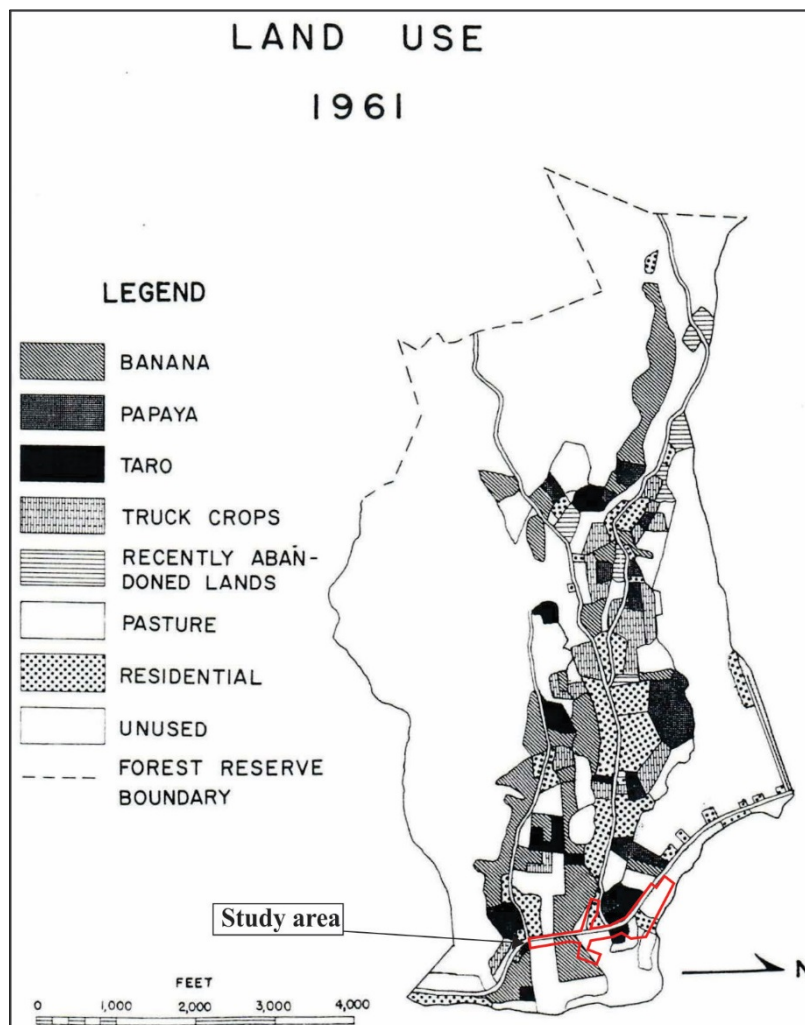 LAND USE
1961
LEGEND
BANANA
PAPAYA
TARO
TRUCK CROPS
RECENTLY ABAN-
DONED LANDS
PASTURE
RESIDENTIAL
UNUSED
FOREST RESERVE
BOUNDARY
Study area
N
FEET
0 1,000 2,000 3,000 4,000